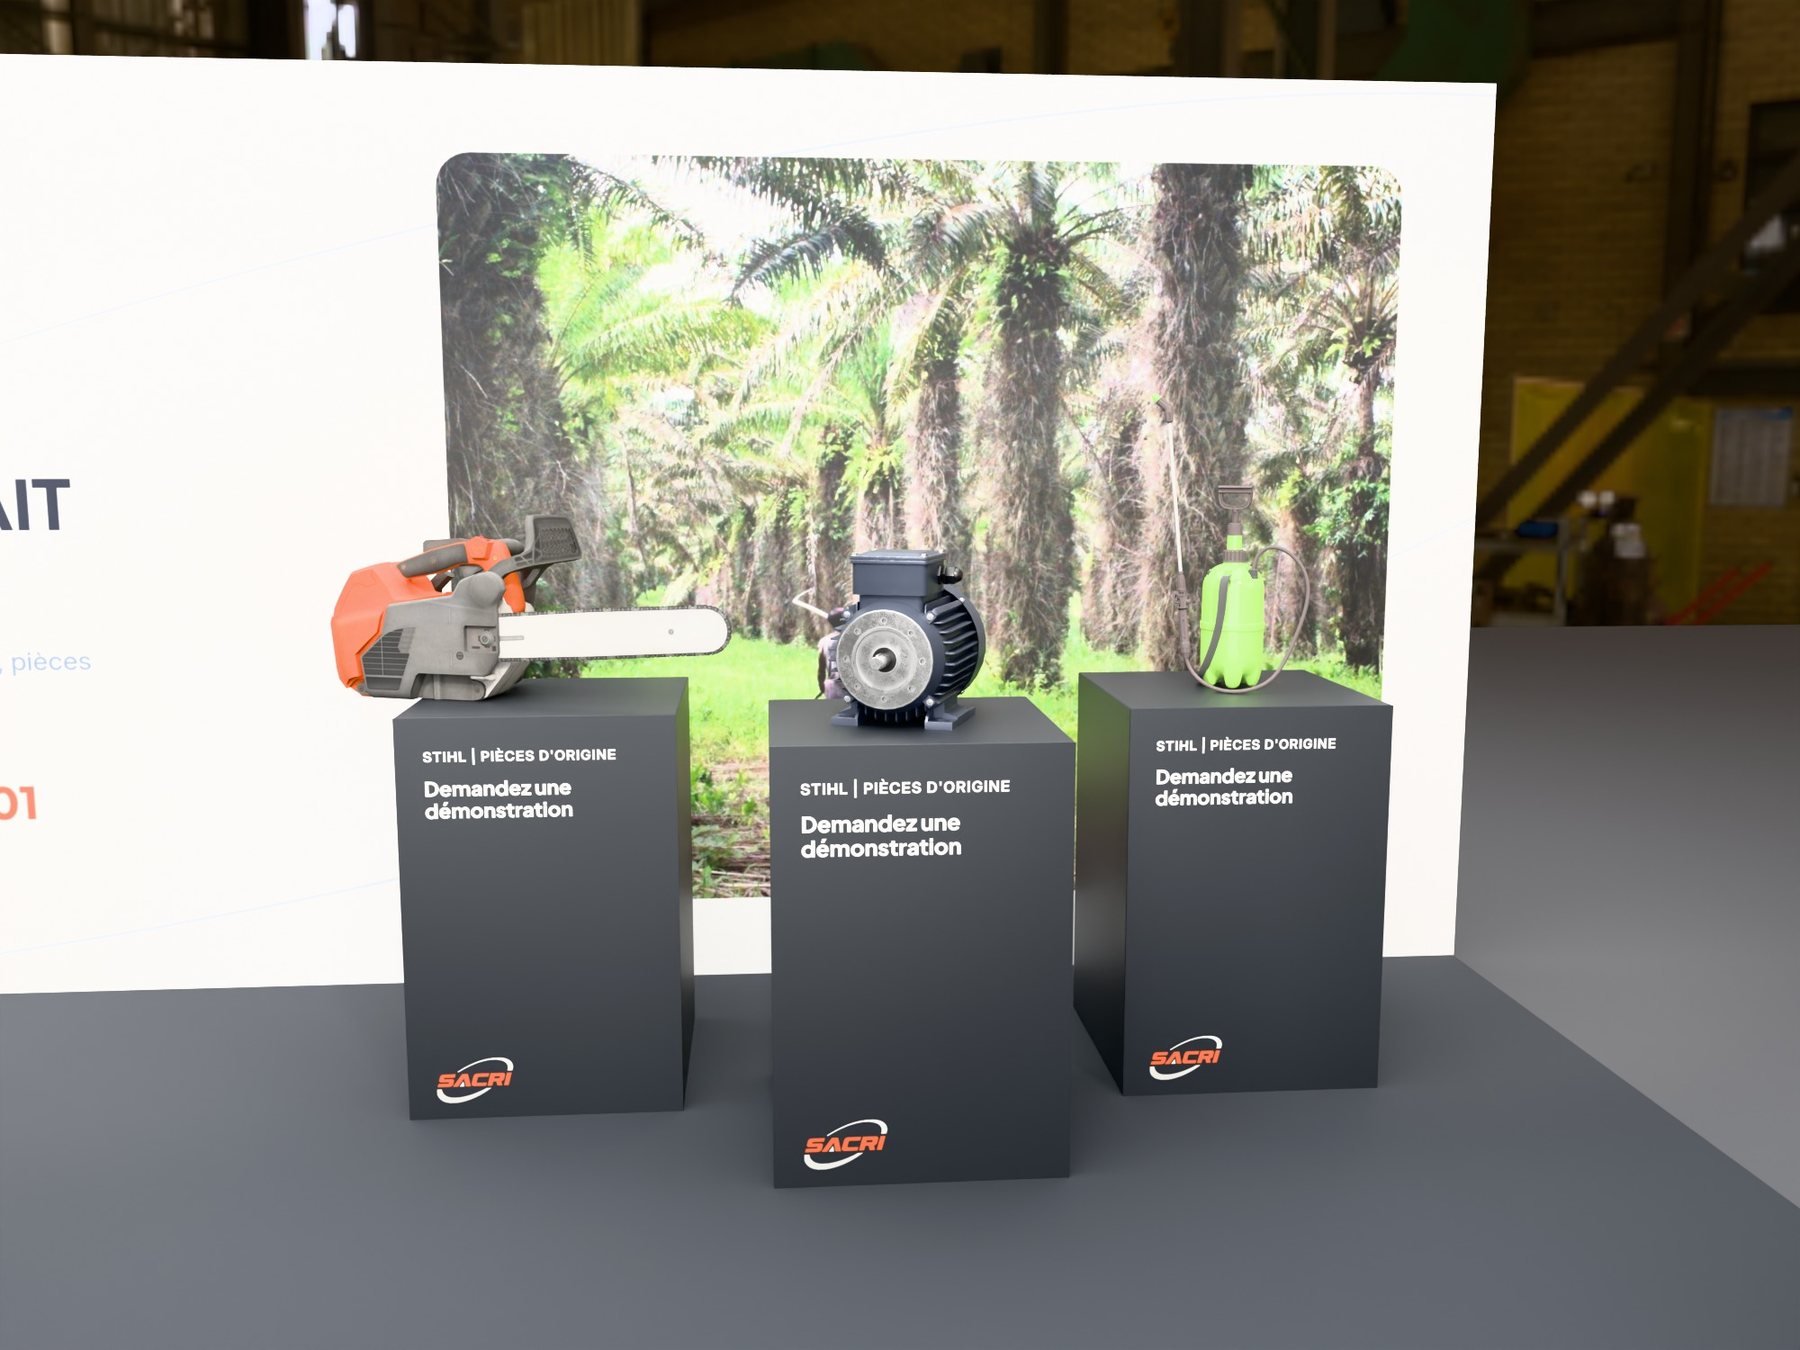 AIT
, pièces
01
STIHL | PIÈCES D'ORIGINE
Demandez une
démonstration
SACRI
STIHL | PIÈCES D'ORIGINE
Demandez une
démonstration
SACRI
STIHL | PIÈCES D'ORIGINE
Demandez une
démonstration
SACRI